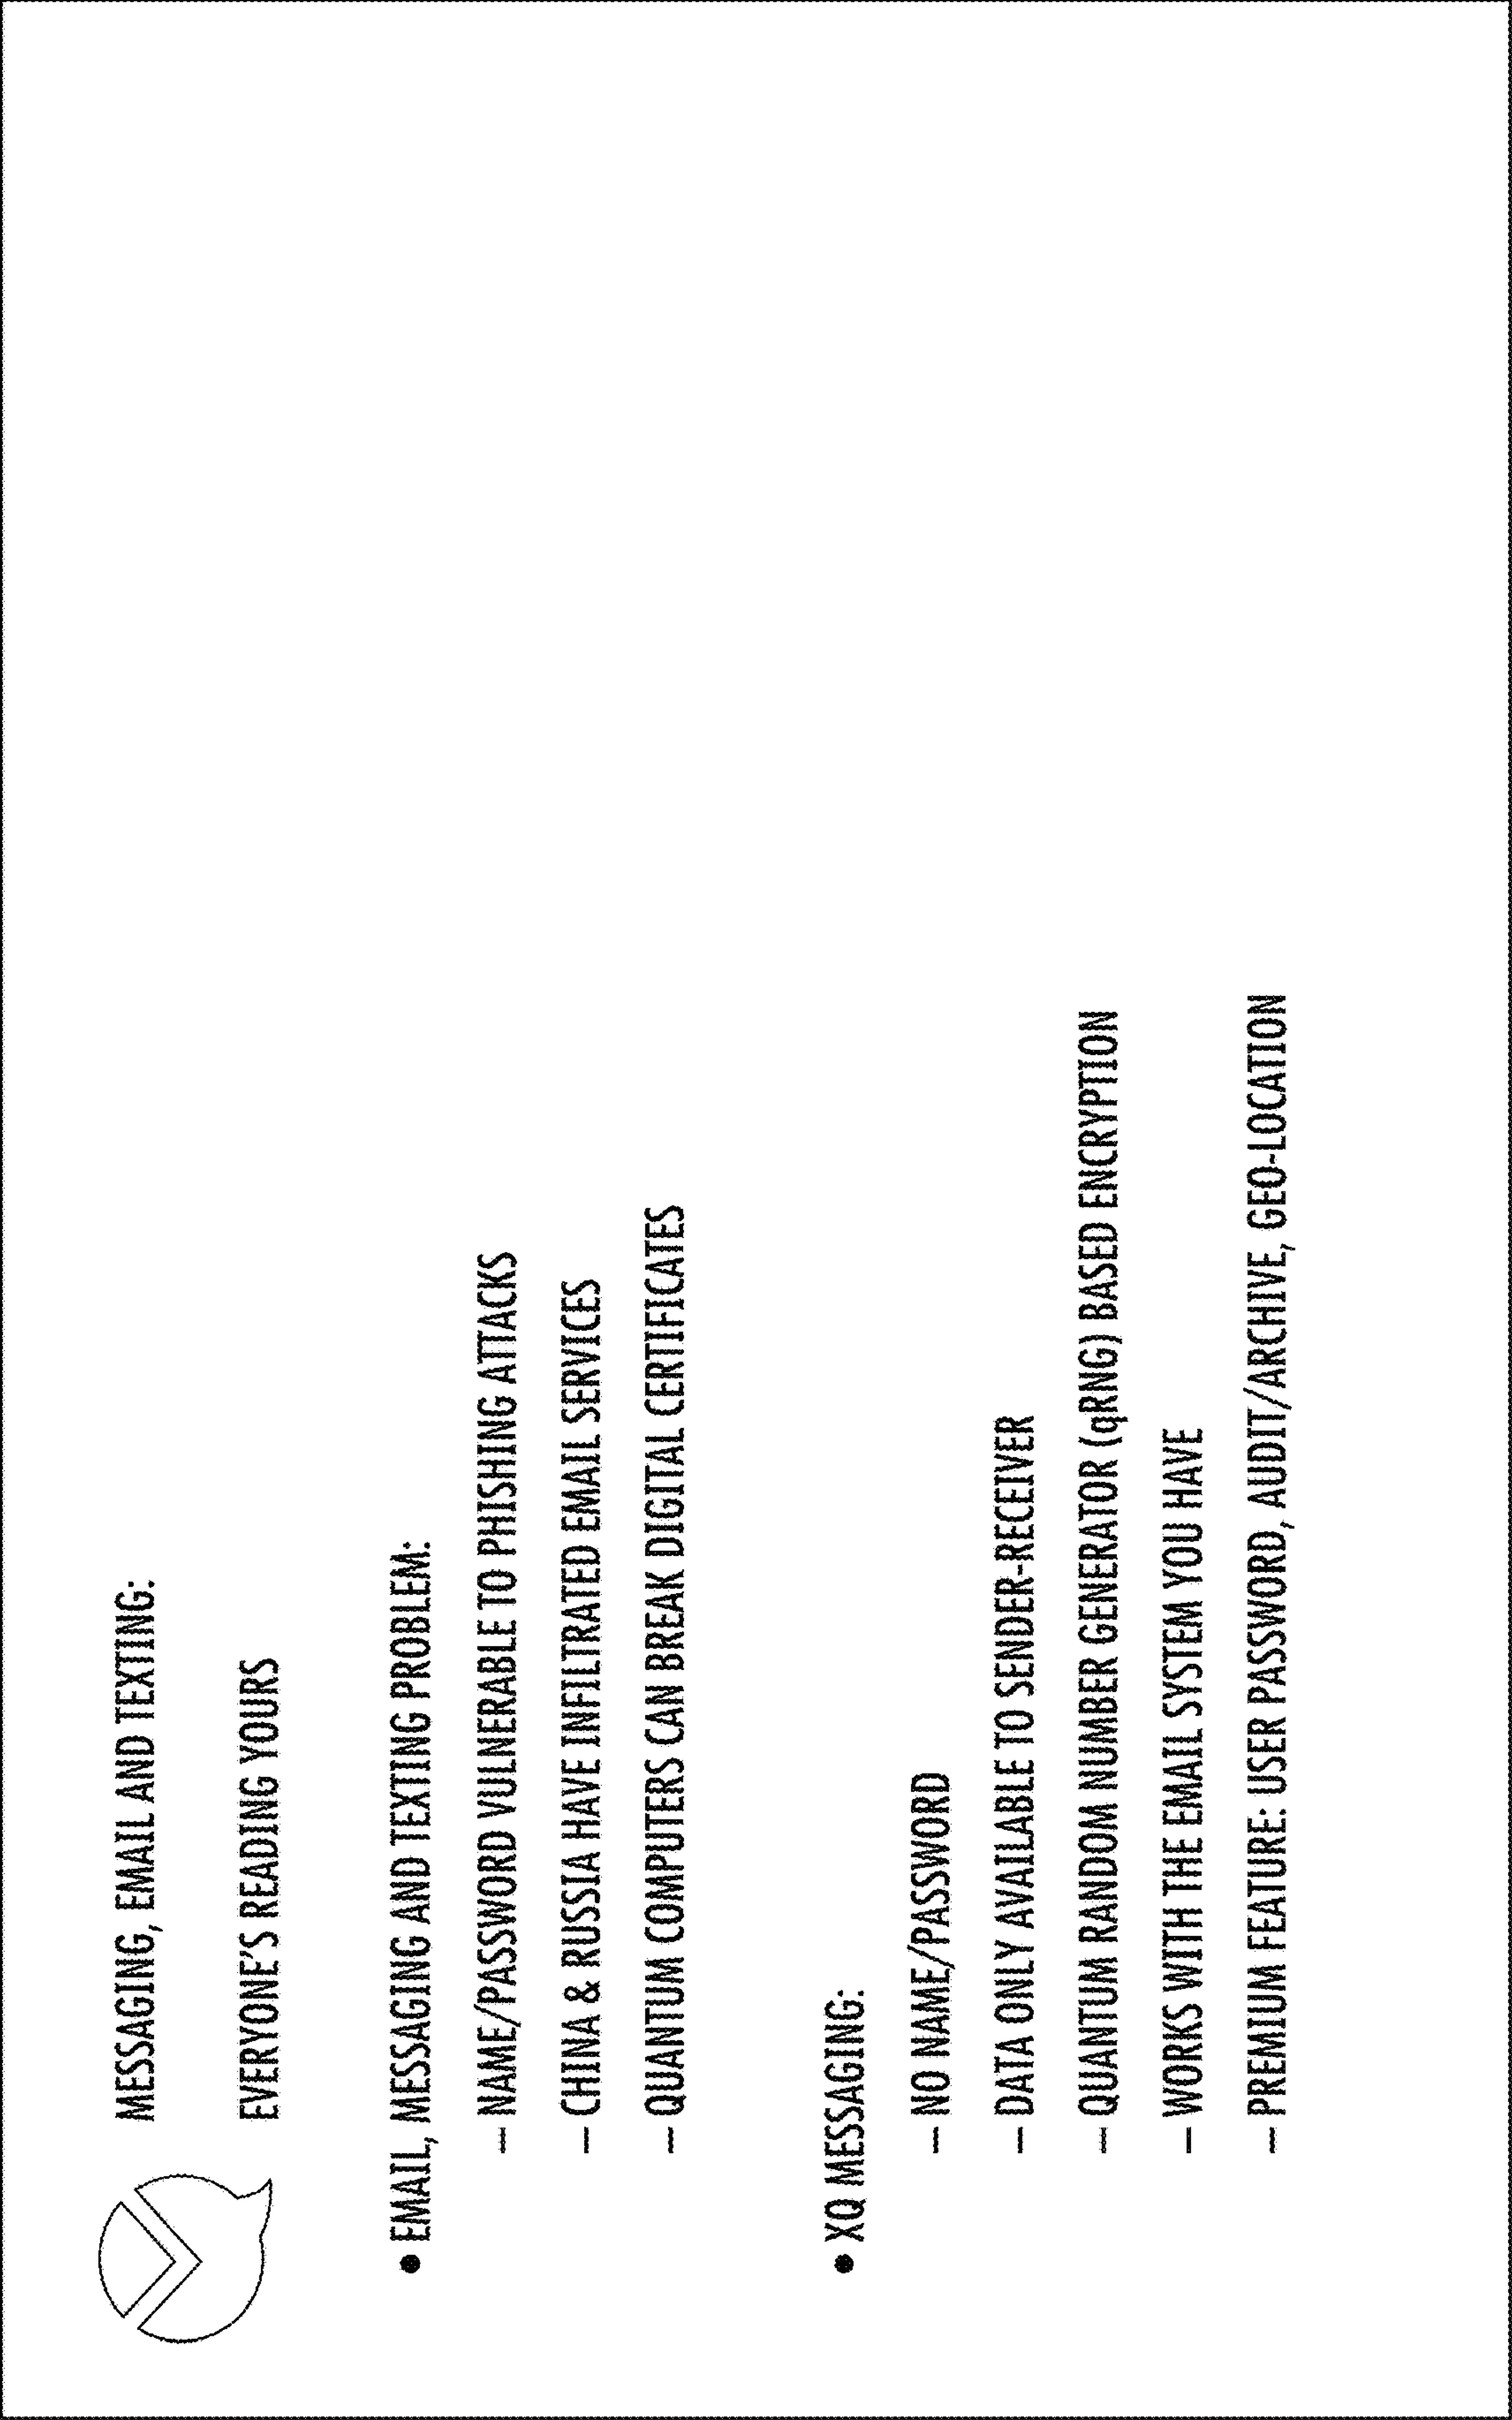 MESSAGING, EMAIL AND TEXTING:
EVERYONE'S READING YOURS
• EMAIL, MESSAGING AND TEXTING PROBLEM:
– NAME/PASSWORD VULNERABLE TO PHISHING ATTACKS
– CHINA & RUSSIA HAVE INFILTRATED EMAIL SERVICES
– QUANTUM COMPUTERS CAN BREAK DIGITAL CERTIFICATES
• XQ MESSAGING:
– NO NAME/PASSWORD
– DATA ONLY AVAILABLE TO SENDER-RECEIVER
– QUANTUM RANDOM NUMBER GENERATOR (qRNG) BASED ENCRYPTION
– WORKS WITH THE EMAIL SYSTEM YOU HAVE
– PREMIUM FEATURE: USER PASSWORD, AUDIT/ARCHIVE, GEO-LOCATION